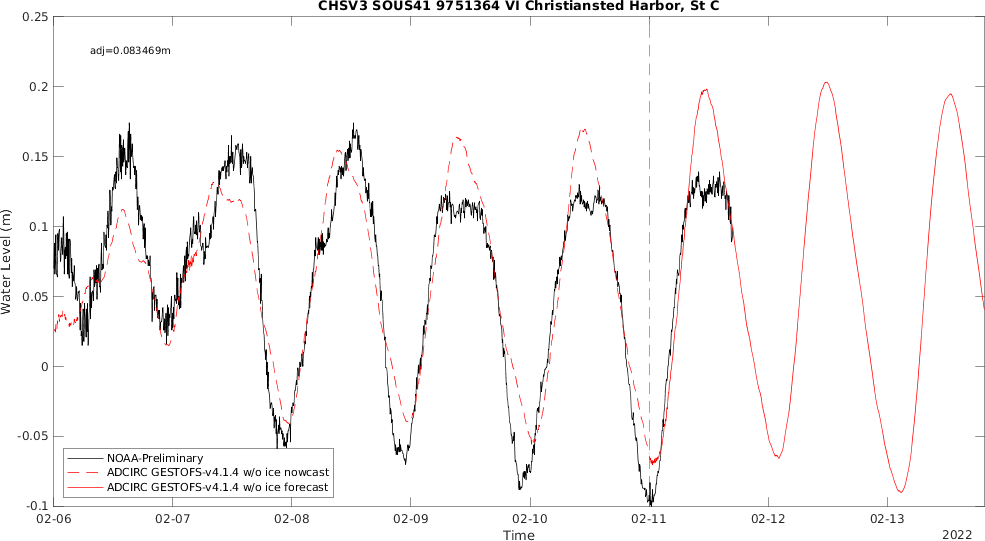 CHSV3 SOUS41 9751364 VI Christiansted Harbor, St C
adj=0.083469m
0.25
0.2
0.15
0.1
0.05
0
-0.05
-0.1
Water Level (m)
NOAA-Preliminary
ADCIRC GESTOFS-v4.1.4 w/o ice nowcast
ADCIRC GESTOFS-v4.1.4 w/o ice forecast
02-06 02-07 02-08 02-09 02-10 02-11 02-12 02-13
Time
2022